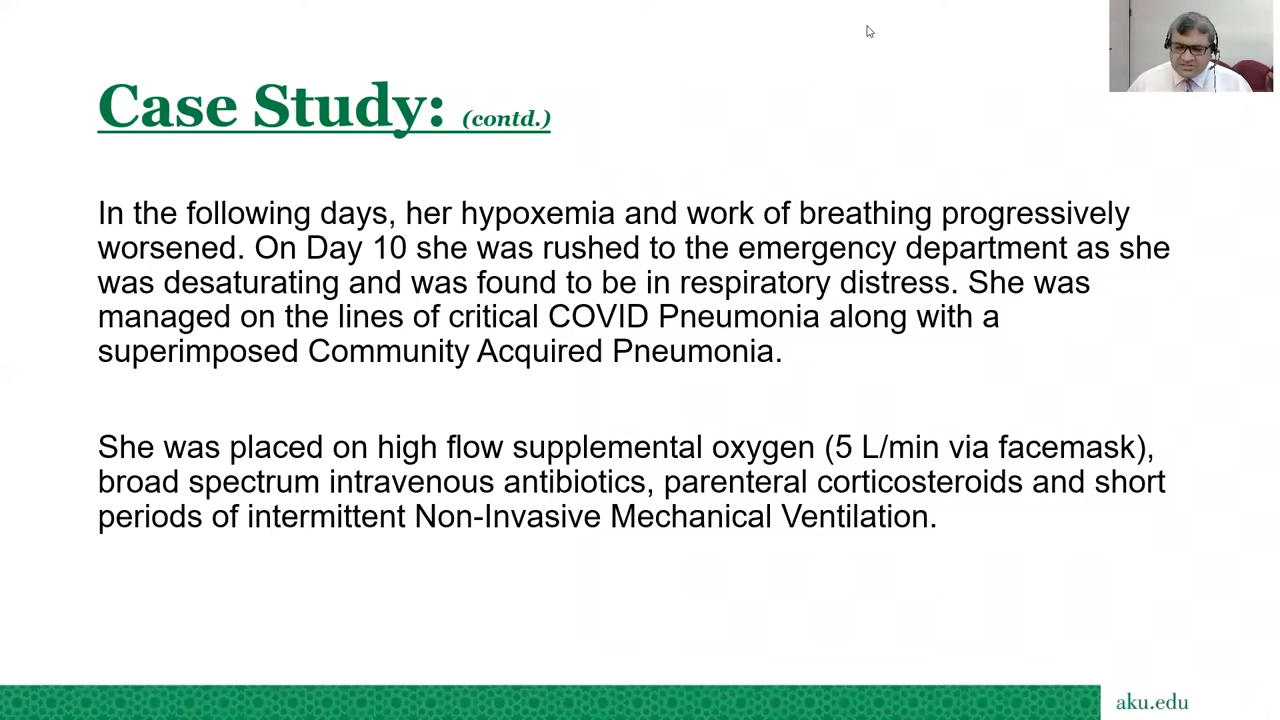 Case Study: (contd.)
In the following days, her hypoxemia and work of breathing progressively
worsened. On Day 10 she was rushed to the emergency department as she
was desaturating and was found to be in respiratory distress. She was
managed on the lines of critical COVID Pneumonia along with a
superimposed Community Acquired Pneumonia.
She was placed on high flow supplemental oxygen (5 L/min via facemask),
broad spectrum intravenous antibiotics, parenteral corticosteroids and short
periods of intermittent Non-Invasive Mechanical Ventilation.
aku.edu